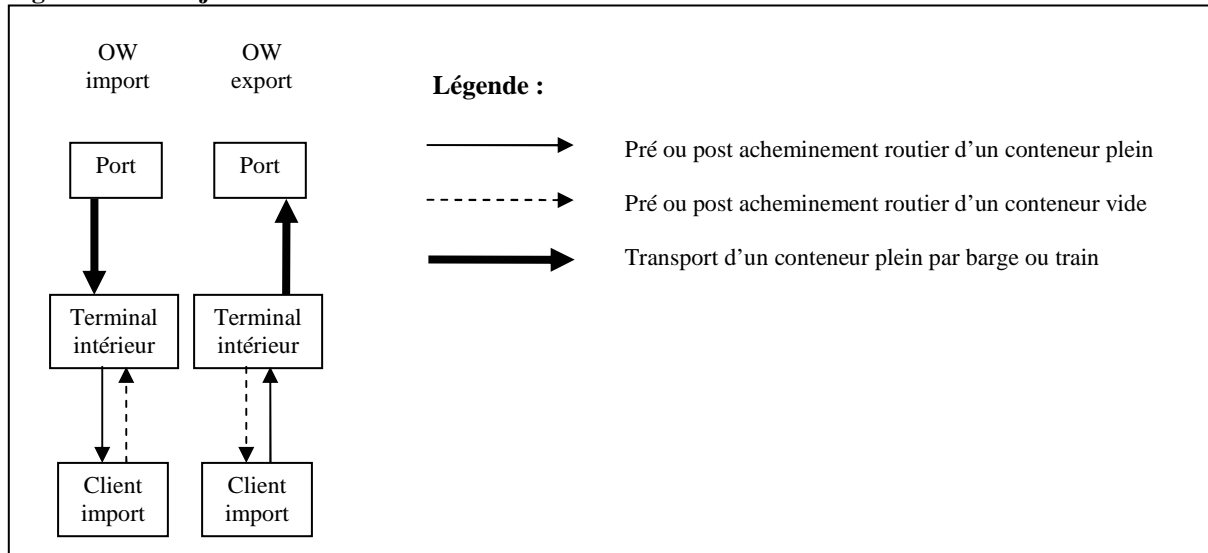 OW
import
OW
export
Légende :
Port
Port
Pré ou post acheminement routier d'un conteneur plein
Pré ou post acheminement routier d'un conteneur vide
Transport d'un conteneur plein par barge ou train
Terminal
intérieur
Terminal
intérieur
Client
import
Client
import